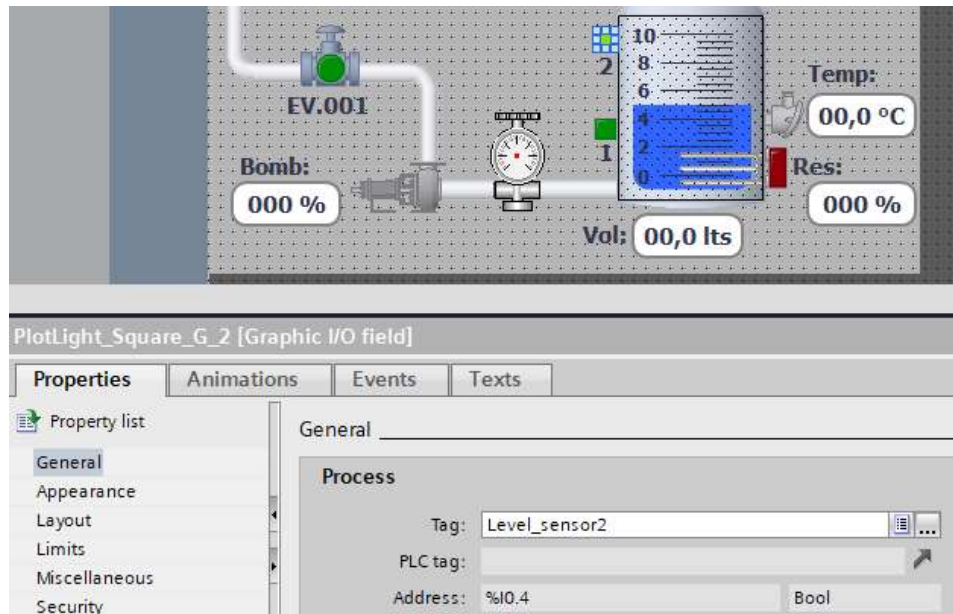 10
2
8
Temp:
6
EV.001
4
00,0 ºC
1
2
Bomb:
0
Res:
000 %
000 %
Vol:
00,0 lts
PlotLight_Square_G_2 [Graphic I/O field]
Properties
Animations
Events
Texts
Property list
General
General
Process
Appearance
Layout
Tag:
Level_sensor2
...
Limits
PLC tag:
Miscellaneous
Address:
%I0.4
Bool
Security